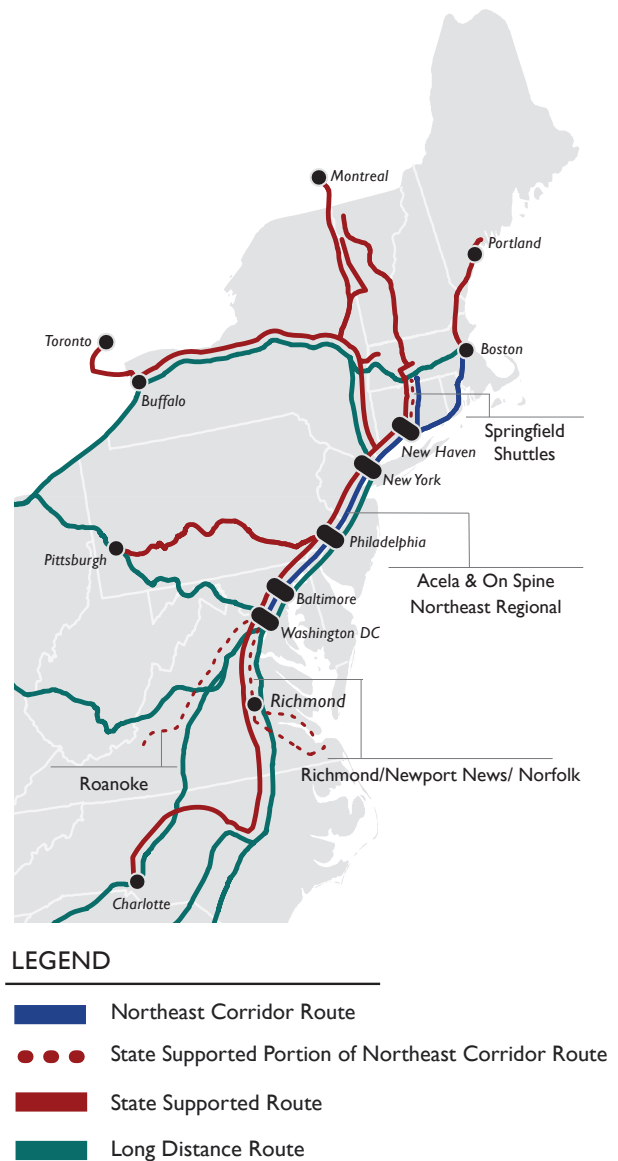 Montreal
Portland
Toronto
Boston
Buffalo
New Haven
Springfield
Shuttles
New York
Philadelphia
Pittsburgh
Acela & On Spine
Northeast Regional
Baltimore
Washington DC
Richmond
Richmond/Newport News/ Norfolk
Roanoke
Charlotte
LEGEND
Northeast Corridor Route
State Supported Portion of Northeast Corridor Route
State Supported Route
Long Distance Route